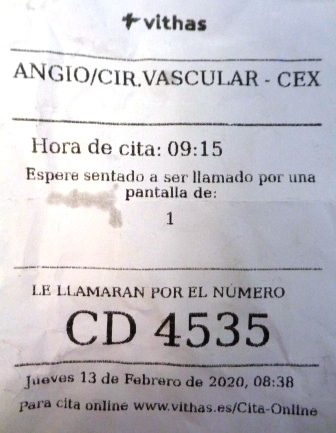 vithas
ANGIO/CIR.VASCULAR - CEX
Hora de cita: 09:15
Espere sentado a ser llamado por una
pantalla de:
1
LE LLAMARAN POR EL NÚMERO
CD 4535
Jueves 13 de Febrero de 2020, 08:38
Para cita online www.vithas.es/Cita-Online